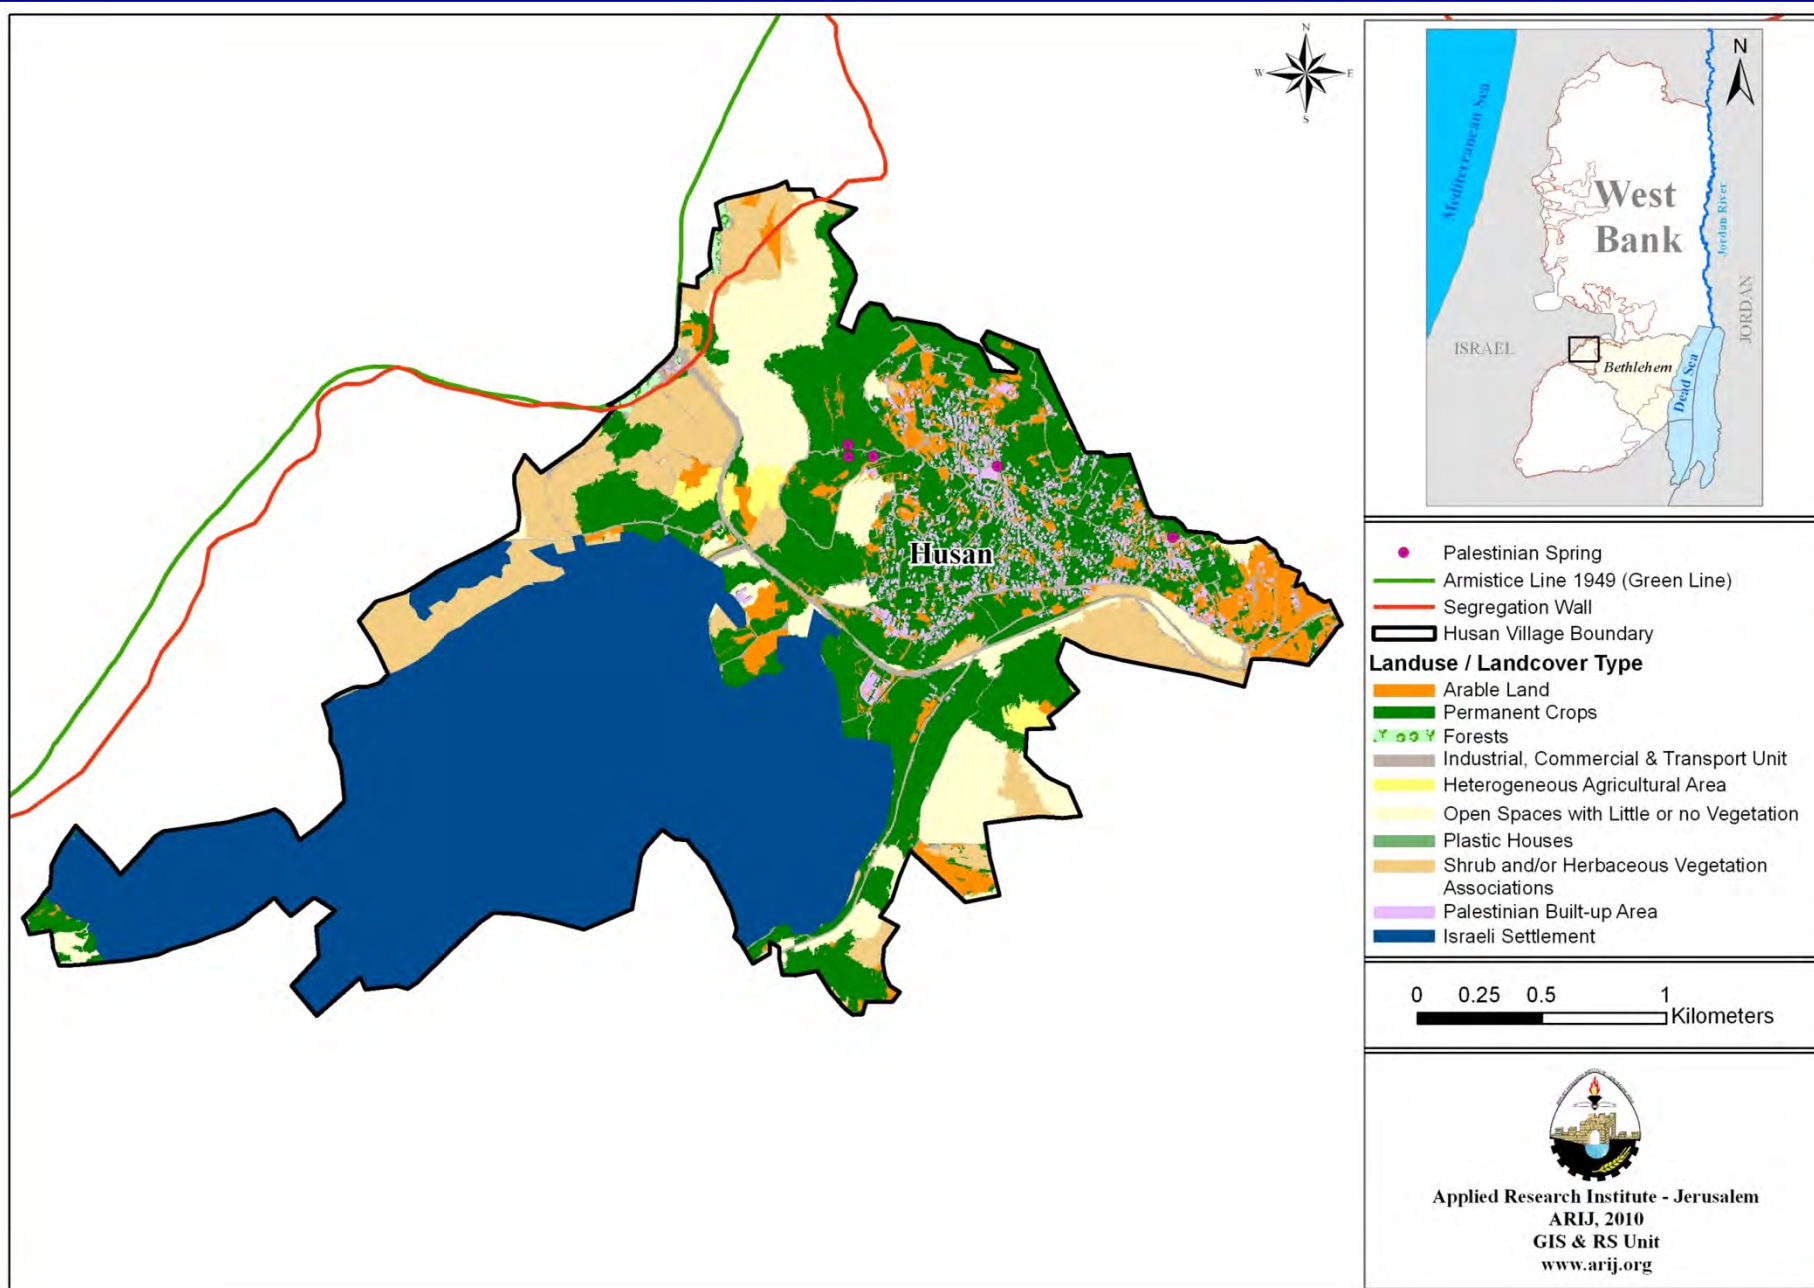 N
W
E
S
Husan
N
Mediterranean Sea
West
Bank
Jordan River
JORDAN
ISRAEL
Bethlehem
Dead Sea
Palestinian Spring
Armistice Line 1949 (Green Line)
Segregation Wall
Husan Village Boundary
Landuse / Landcover Type
Arable Land
Permanent Crops
Forests
Industrial, Commercial & Transport Unit
Heterogeneous Agricultural Area
Open Spaces with Little or no Vegetation
Plastic Houses
Shrub and/or Herbaceous Vegetation
Associations
Palestinian Built-up Area
Israeli Settlement
0 0.25 0.5 1
Kilometers
Applied Research Institute - Jerusalem
ARIJ, 2010
GIS & RS Unit
www.arij.org